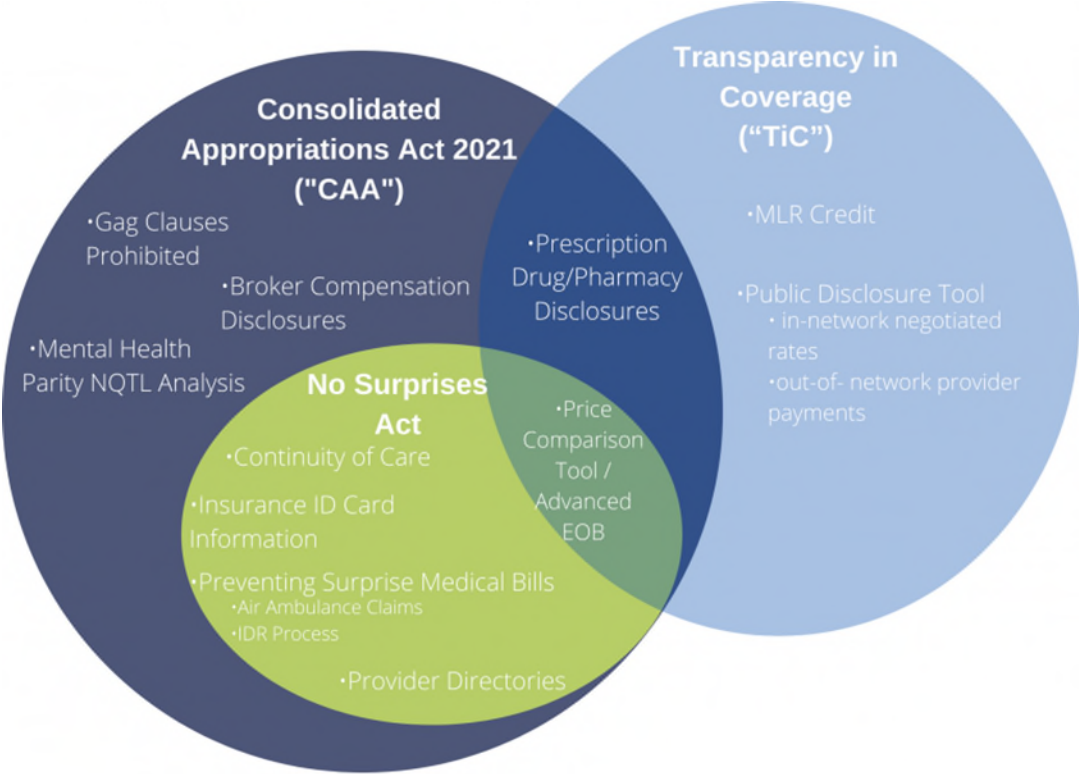 Consolidated
Appropriations Act 2021
("CAA")
•Gag Clauses
Prohibited
•Broker Compensation
Disclosures
•Mental Health
Parity NQTL Analysis
No Surprises
Act
•Continuity of Care
•Insurance ID Card
Information
•Preventing Surprise Medical Bills
•Air Ambulance Claims
•IDR Process
•Provider Directories
•Prescription
Drug/Pharmacy
Disclosures
•Price
Comparison
Tool /
Advanced
EOB
Transparency in
Coverage
(“TiC”)
•MLR Credit
•Public Disclosure Tool
• in-network negotiated
rates
•out-of- network provider
payments